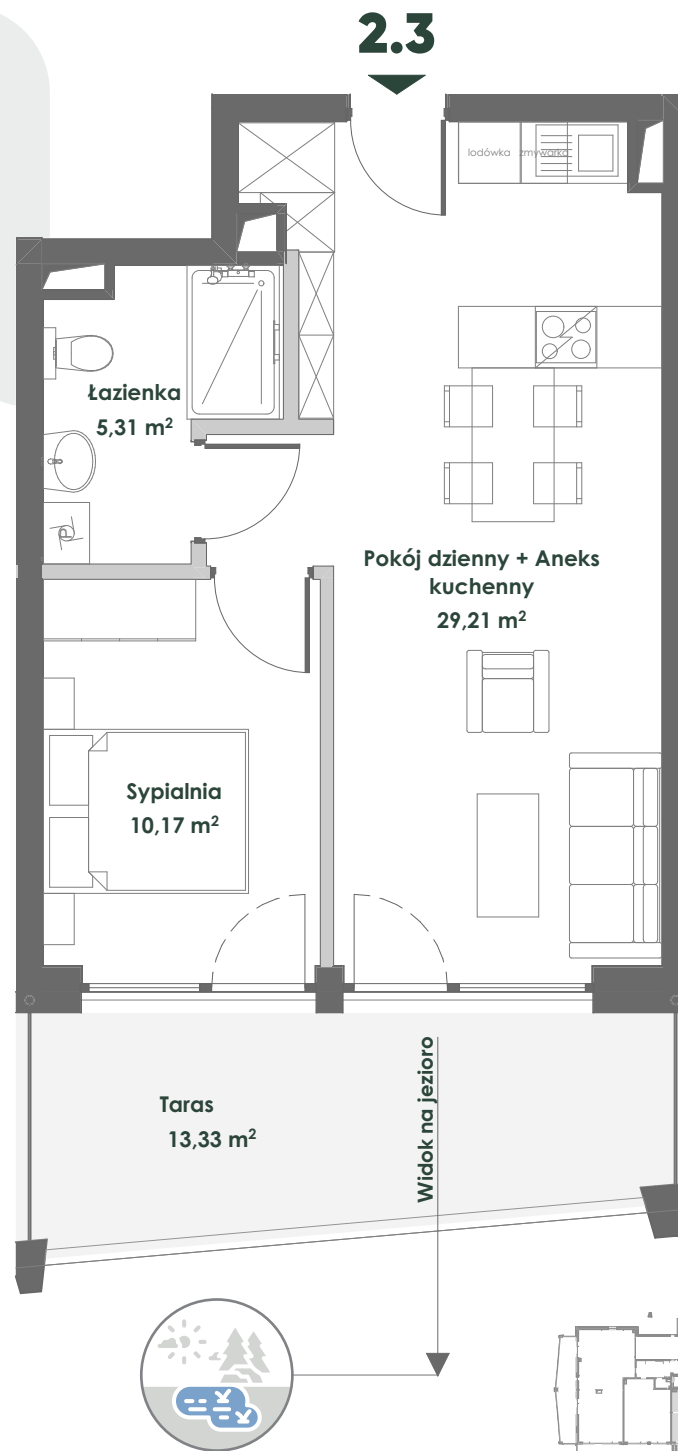 2.3
lodówka zmywarka
Łazienka
5,31 m²
Pokój dzienny + Aneks
kuchenny
29,21 m²
Sypialnia
10,17 m²
Taras
13,33 m²
Widok na jezioro